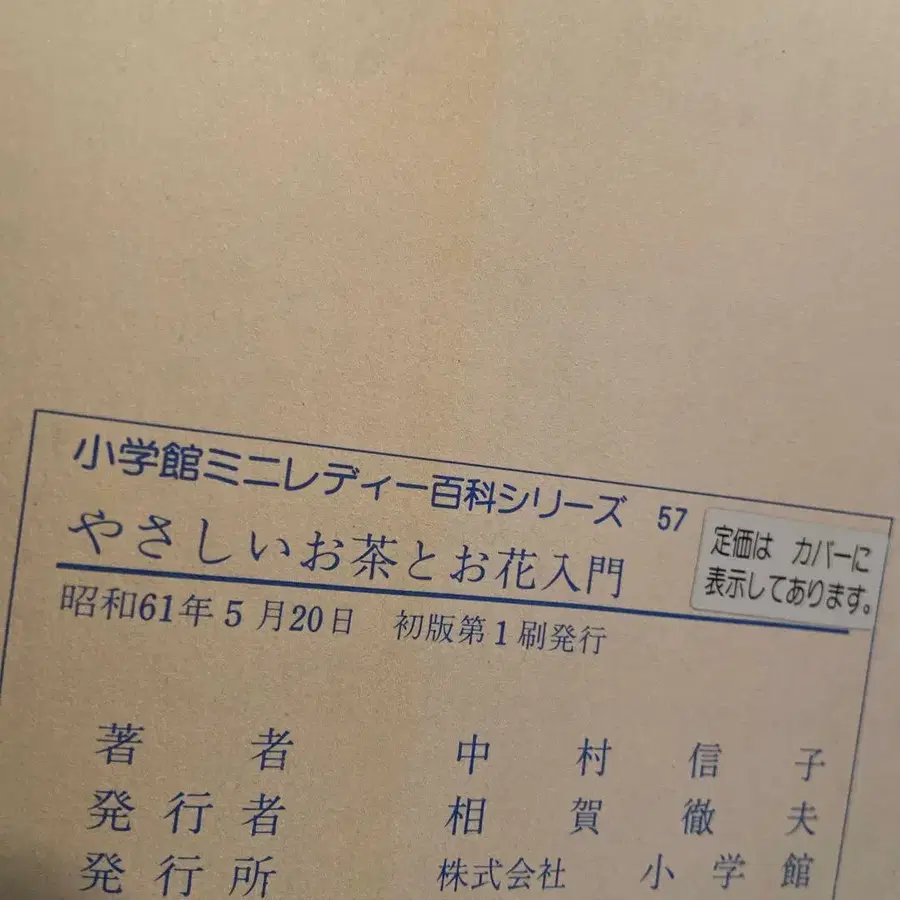 小学館ミニレディー百科シリーズ 57
やさしいお茶とお花入門
定価は カバーに
表示してあります。
昭和61年5月20日 初版第1刷発行
著者 中村信子
発行者 相賀徹夫
発行所 株式会社 小学館